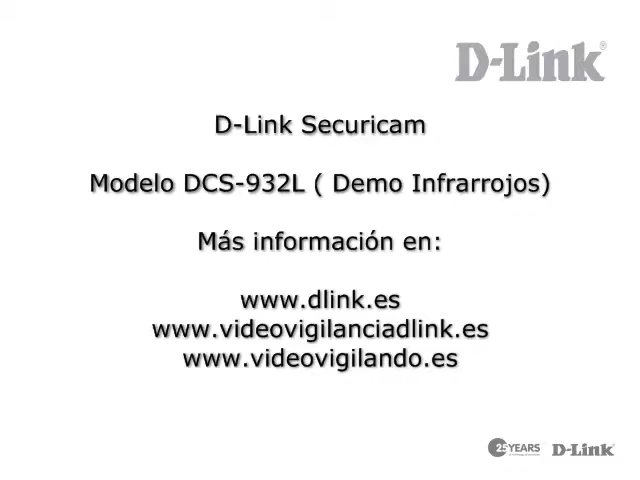 D-Link®
D-Link Securicam
Modelo DCS-932L ( Demo Infrarrojos)
Más información en:
www.dlink.es
www.videovigilanciadlink.es
www.videovigilando.es
25 YEARS
D-Link